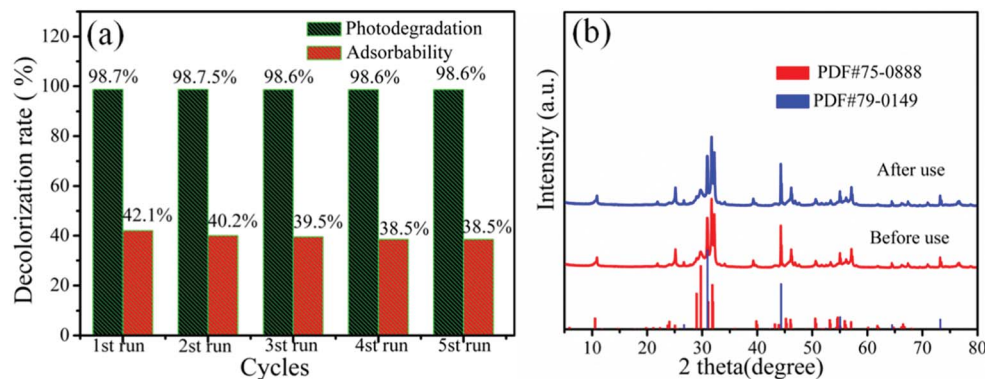 (a)
Photodegradation
Adsorbability
98.7% 98.7.5% 98.6% 98.6% 98.6%
42.1% 40.2% 39.5% 38.5% 38.5%
120
100
80
60
40
20
0
Decolorization rate ( %)
1st run 2st run 3st run 4st run 5st run
Cycles
(b)
PDF#75-0888
PDF#79-0149
After use
Before use
Intensity (a.u.)
10 20 30 40 50 60 70 80
2 theta(degree)